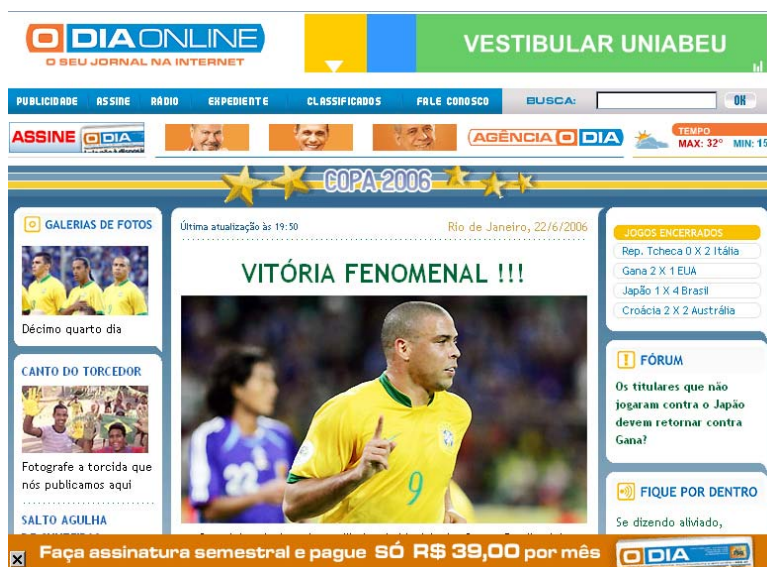 O DIA ONLINE
O SEU JORNAL NA INTERNET
VESTIBULAR UNIABEU
PUBLICIDADE ASSINE RÁDIO EXPEDIENTE CLASSIFICADOS FALE CONOSCO BUSCA: OK
ASSINE O DIA
AGÊNCIA O DIA
TEMPO
MAX: 32° MIN: 15
COPA 2006
GALERIAS DE FOTOS
Décimo quarto dia
CANTO DO TORCEDOR
Fotografe a torcida que
nós publicamos aqui
SALTO AGULHA
Última atualização às 19:50
Rio de Janeiro, 22/6/2006
VITÓRIA FENOMENAL !!!
22
9
JOGOS ENCERRADOS
Rep. Tcheca 0 X 2 Itália
Gana 2 X 1 EUA
Japão 1 X 4 Brasil
Croácia 2 X 2 Austrália
FÓRUM
Os titulares que não
jogaram contra o Japão
devem retornar contra
Gana?
FIQUE POR DENTRO
Se dizendo aliviado,
x Faça assinatura semestral e pague SÓ R$ 39,00 por mês
O DIA